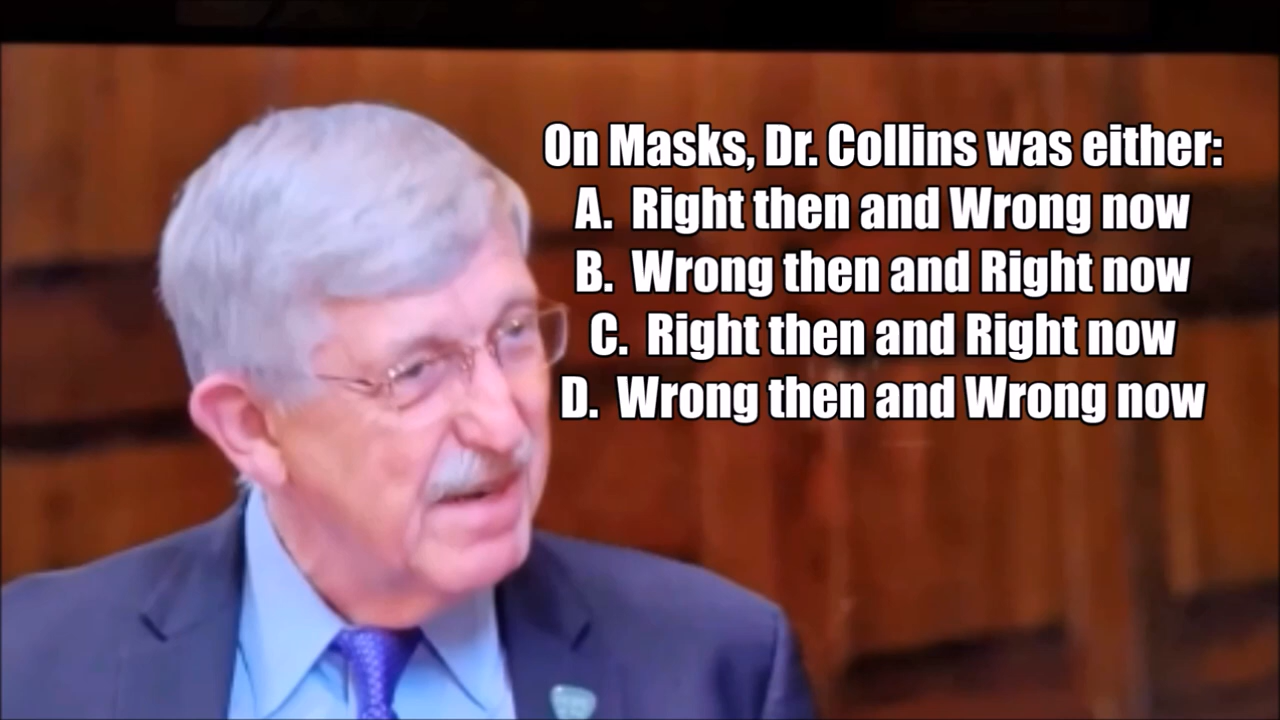 On Masks, Dr. Collins was either:
A. Right then and Wrong now
B. Wrong then and Right now
C. Right then and Right now
D. Wrong then and Wrong now